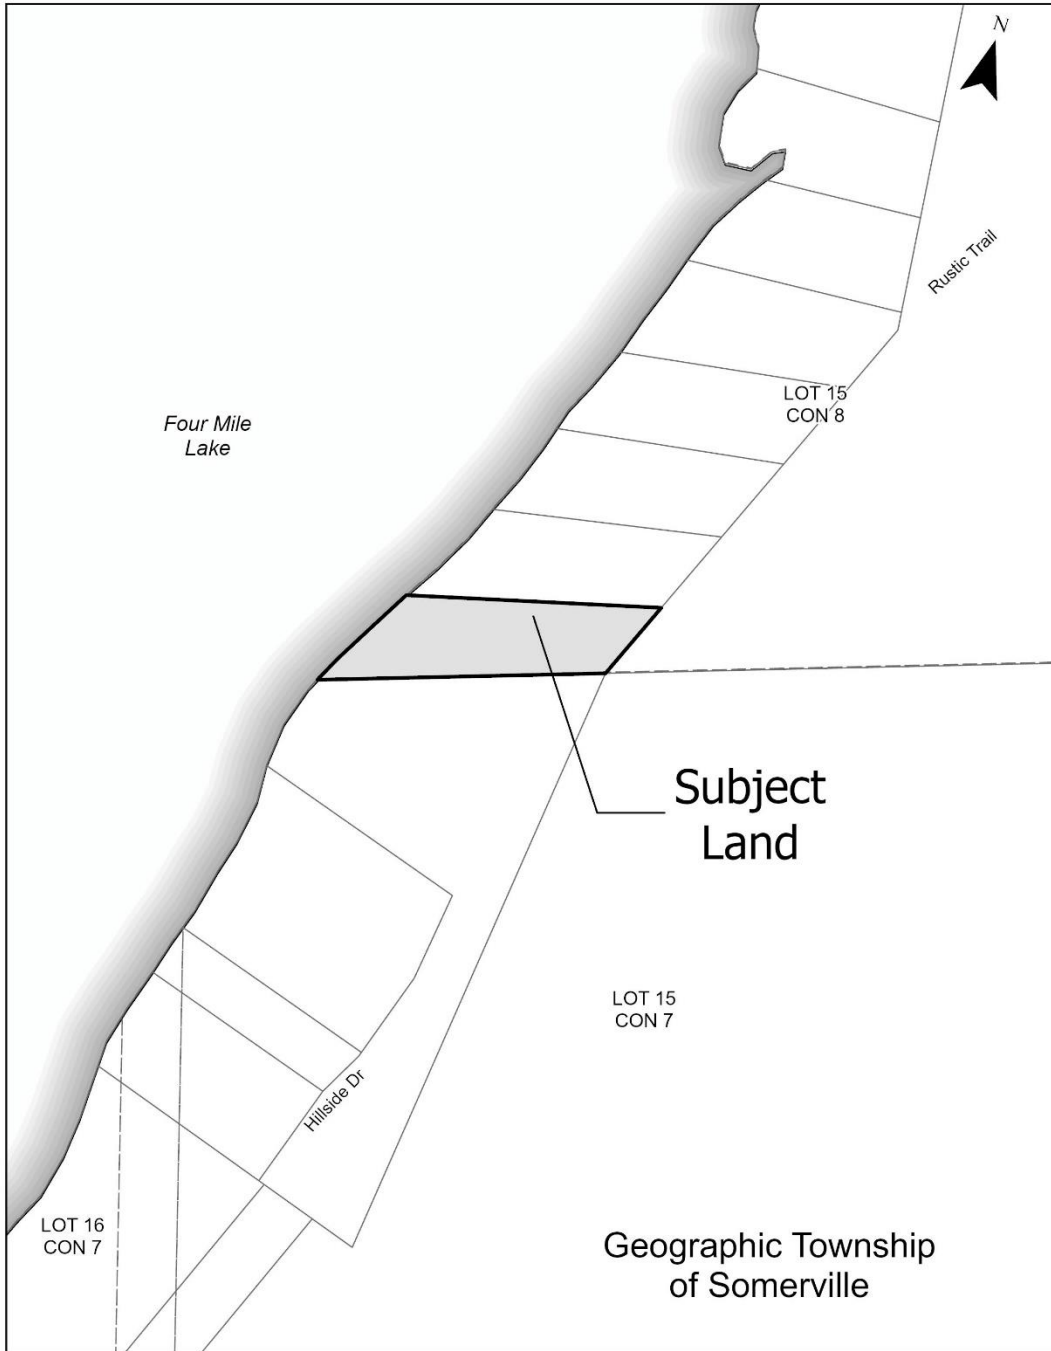 N
Rustic Trail
LOT 15
CON 8
Four Mile
Lake
Subject
Land
LOT 15
CON 7
Hillside Dr
LOT 16
CON 7
Geographic Township
of Somerville